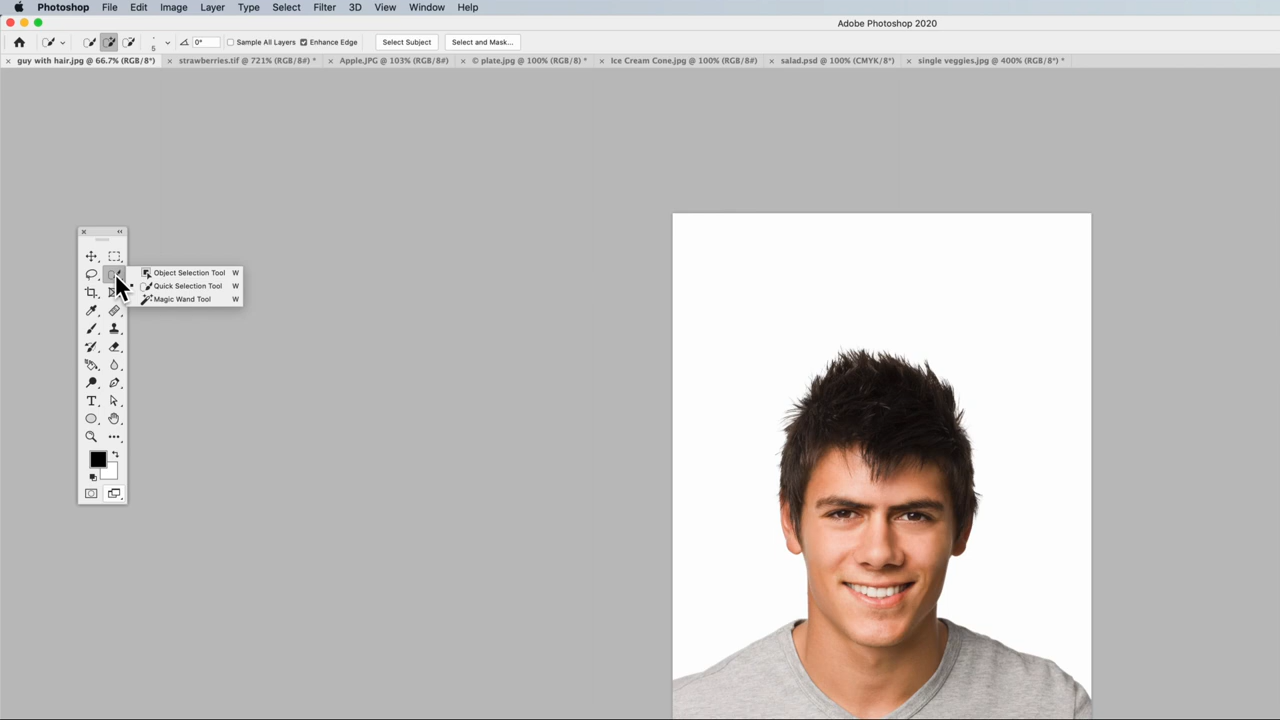 Photoshop File Edit Image Layer Type Select Filter 3D View Window Help
Adobe Photoshop 2020
5 0° Sample All Layers Enhance Edge Select Subject Select and Mask...
guy with hair.jpg @ 66.7% (RGB/8*) strawberries.tif @ 721% (RGB/8#) * Apple.JPG @ 103% (RGB/8#) © plate.jpg @ 100% (RGB/8) * Ice Cream Cone.jpg @ 100% (RGB/8#) salad.psd @ 100% (CMYK/8*) single veggies.jpg @ 400% (RGB/8*) *
Object Selection Tool W
Quick Selection Tool W
Magic Wand Tool W